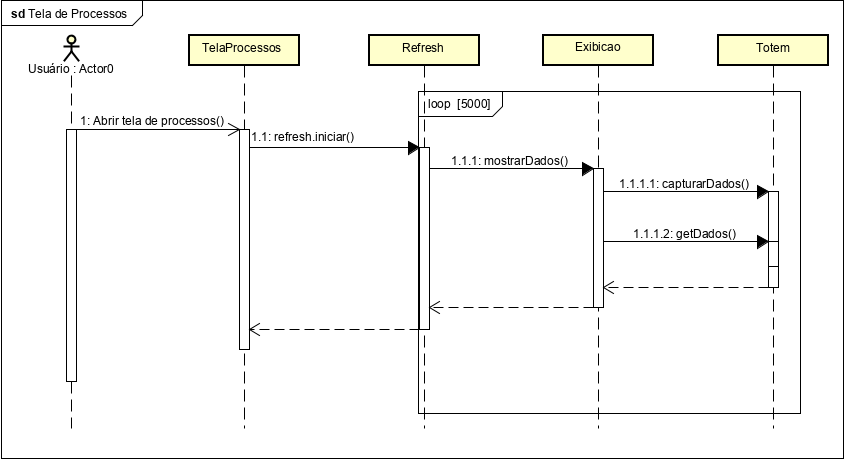 sd Tela de Processos
Usuário : Actor0
TelaProcessos
Refresh
Exibicao
Totem
loop [5000]
1: Abrir tela de processos()
1.1: refresh.iniciar()
1.1.1: mostrarDados()
1.1.1.1: capturarDados()
1.1.1.2: getDados()